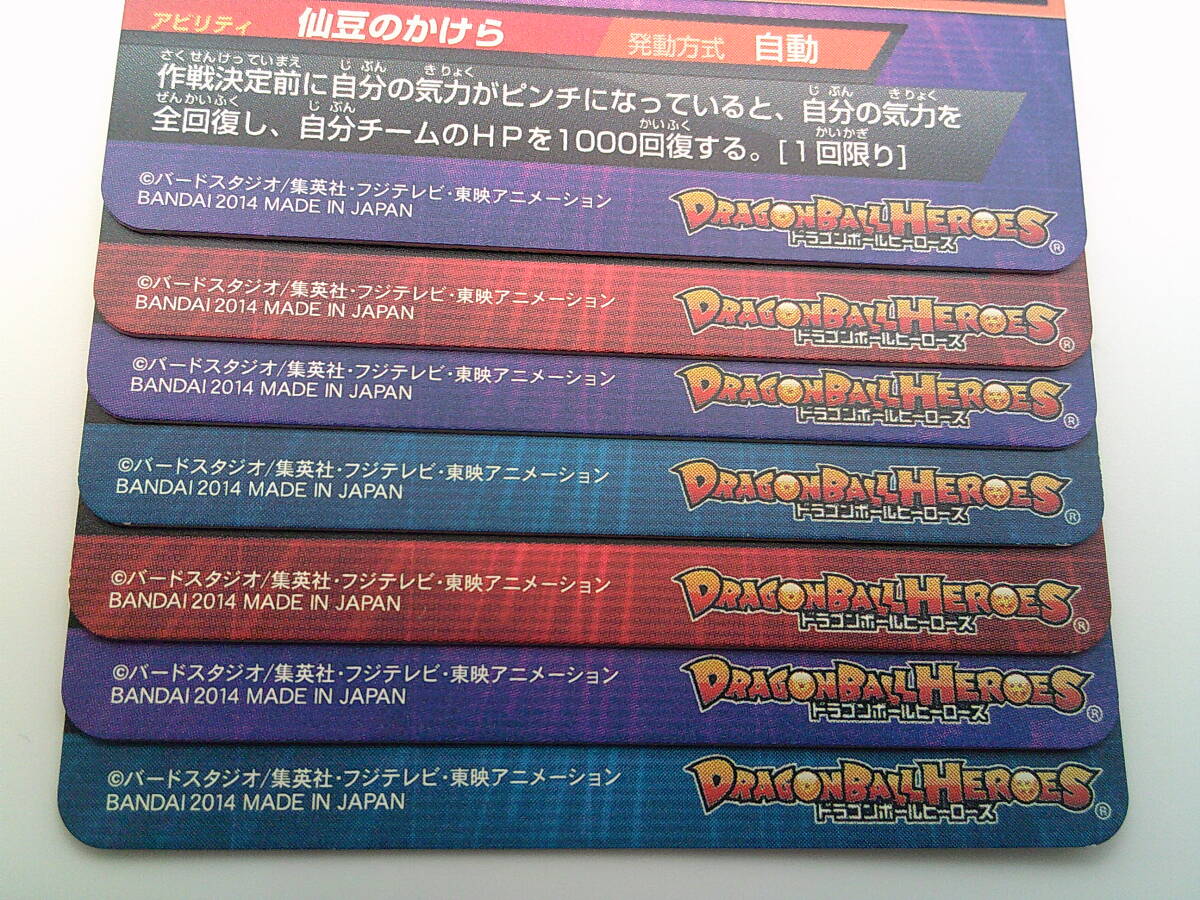 アビリティ 仙豆のかけら 発動方式 自動
さくせんけっていまえ じぶん きりょく じぶん きりょく
作戦決定前に自分の気力がピンチになっていると、自分の気力を
ぜんかいふく じぶん かいふく かいかぎ
全回復し、自分チームのHPを1000回復する。[1回限り]
©バードスタジオ/集英社・フジテレビ・東映アニメーション
BANDAI 2014 MADE IN JAPAN
DRAGONBALL HEROES
ドラゴンボールヒーローズ ®
©バードスタジオ/集英社・フジテレビ・東映アニメーション
BANDAI 2014 MADE IN JAPAN
DRAGONBALL HEROES
ドラゴンボールヒーローズ ®
©バードスタジオ/集英社・フジテレビ・東映アニメーション
BANDAI 2014 MADE IN JAPAN
DRAGONBALL HEROES
ドラゴンボールヒーローズ ®
©バードスタジオ/集英社・フジテレビ・東映アニメーション
BANDAI 2014 MADE IN JAPAN
DRAGONBALL HEROES
ドラゴンボールヒーローズ ®
©バードスタジオ/集英社・フジテレビ・東映アニメーション
BANDAI 2014 MADE IN JAPAN
DRAGONBALL HEROES
ドラゴンボールヒーローズ ®
©バードスタジオ/集英社・フジテレビ・東映アニメーション
BANDAI 2014 MADE IN JAPAN
DRAGONBALL HEROES
ドラゴンボールヒーローズ ®
©バードスタジオ/集英社・フジテレビ・東映アニメーション
BANDAI 2014 MADE IN JAPAN
DRAGONBALL HEROES
ドラゴンボールヒーローズ ®